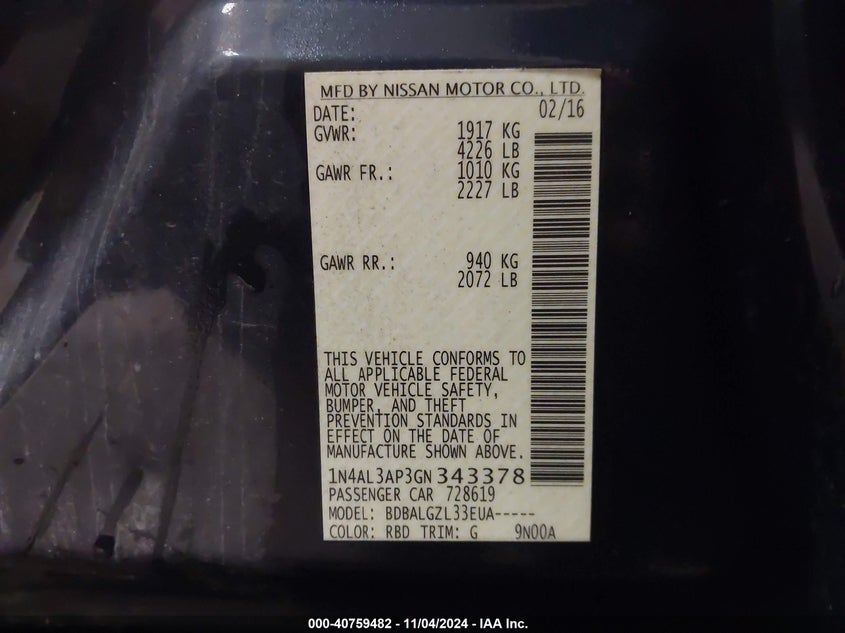 MFD BY NISSAN MOTOR CO., LTD.
DATE: 02/16
GVWR: 1917 KG
4226 LB
GAWR FR.: 1010 KG
2227 LB
GAWR RR.: 940 KG
2072 LB
THIS VEHICLE CONFORMS TO
ALL APPLICABLE FEDERAL
MOTOR VEHICLE SAFETY,
BUMPER, AND THEFT
PREVENTION STANDARDS IN
EFFECT ON THE DATE OF
MANUFACTURE SHOWN ABOVE.
1N4AL3AP3GN343378
PASSENGER CAR 728619
MODEL: BDBALGZL33EUA-----
COLOR: RBD TRIM: G 9N00A
000-40759482 - 11/04/2024 - IAA Inc.